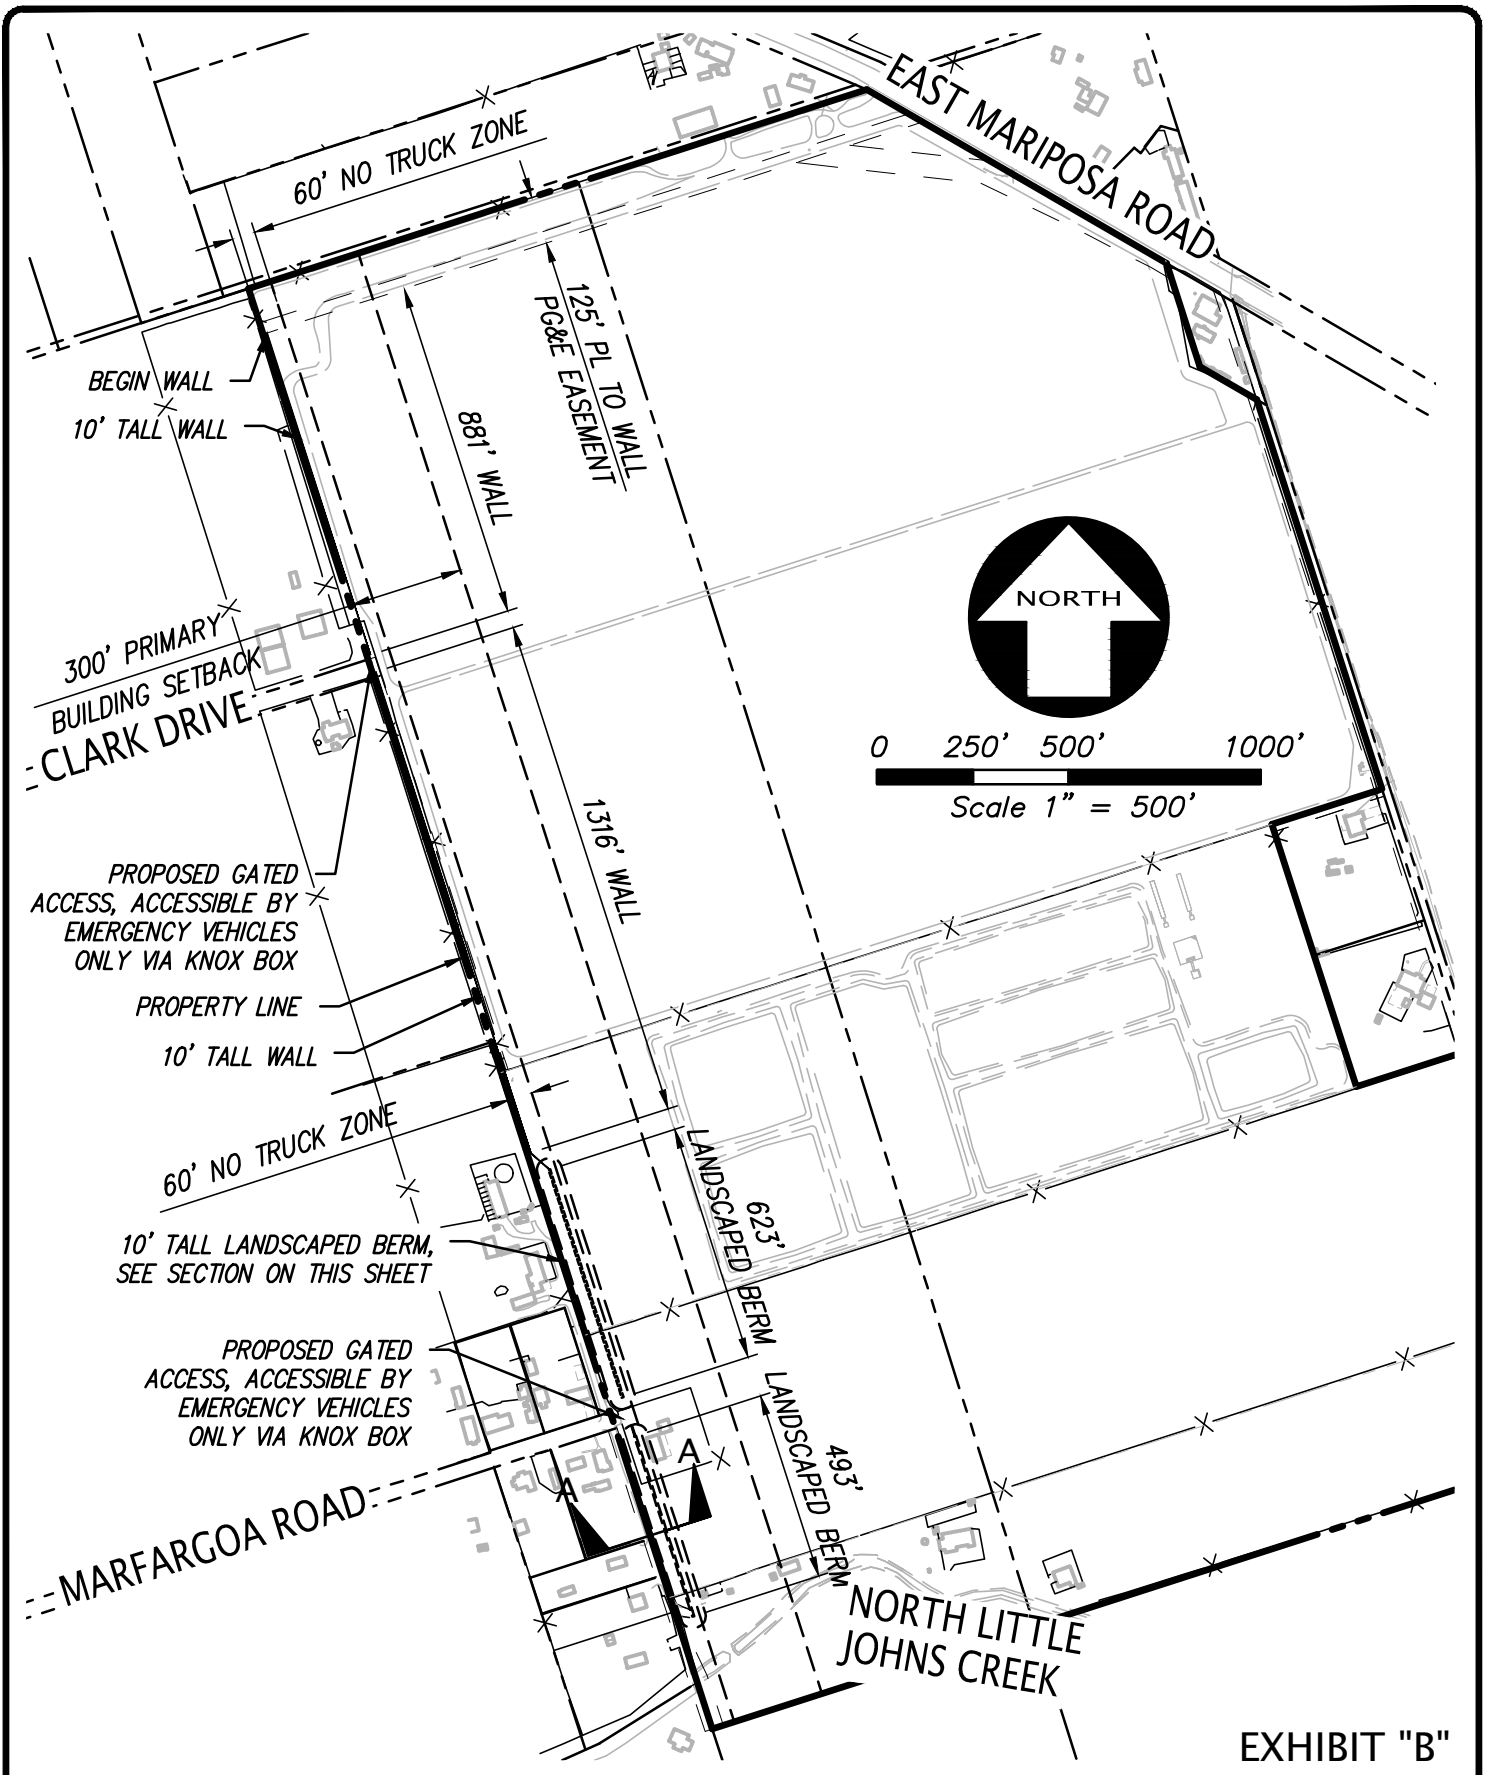 EAST MARIPOSA ROAD
60' NO TRUCK ZONE
125' PL TO WALL
PG&E EASEMENT
BEGIN WALL
10' TALL WALL
881' WALL
NORTH
300' PRIMARY
BUILDING SETBACK
CLARK DRIVE
0 250' 500' 1000'
Scale 1" = 500'
1316' WALL
PROPOSED GATED
ACCESS, ACCESSIBLE BY
EMERGENCY VEHICLES
ONLY VIA KNOX BOX
PROPERTY LINE
10' TALL WALL
60' NO TRUCK ZONE
623'
LANDSCAPED BERM
10' TALL LANDSCAPED BERM,
SEE SECTION ON THIS SHEET
PROPOSED GATED
ACCESS, ACCESSIBLE BY
EMERGENCY VEHICLES
ONLY VIA KNOX BOX
493'
LANDSCAPED BERM
A
A
MARFARGOA ROAD
NORTH LITTLE
JOHNS CREEK
EXHIBIT "B"